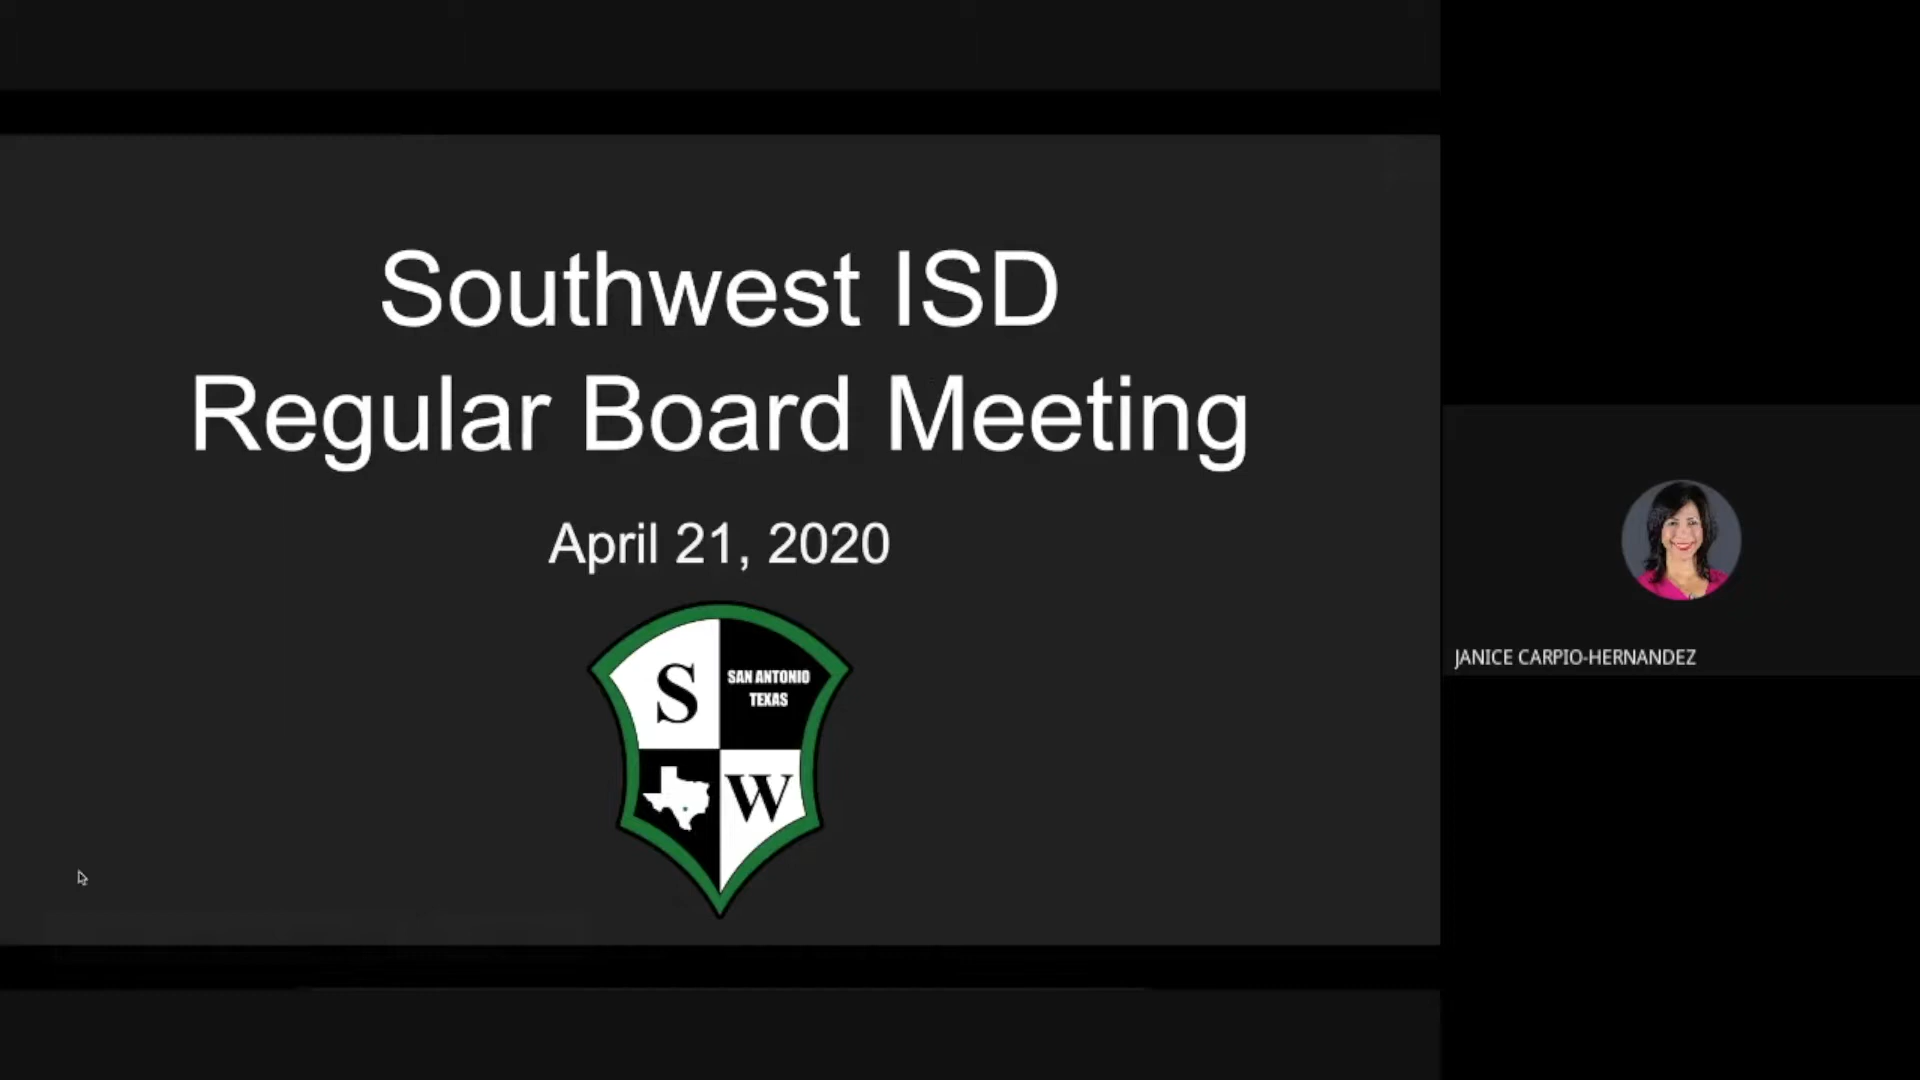 Southwest ISD
Regular Board Meeting
April 21, 2020
S
SAN ANTONIO
TEXAS
W
JANICE CARPIO-HERNANDEZ